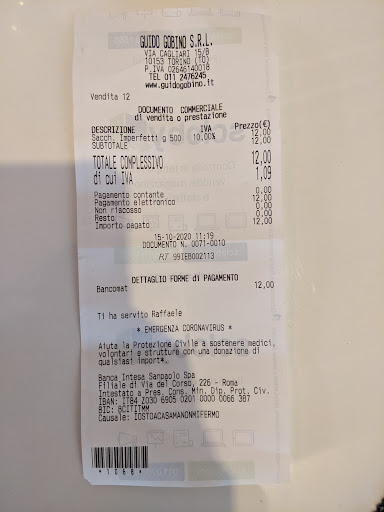 GUIDO GOBINO S.R.L.
VIA CAGLIARI 15/B
10153 TORINO (TO)
P.IVA 02646140018
TEL 011 2476245
www.guidogobino.it
Vendita 12
DOCUMENTO COMMERCIALE
di vendita o prestazione
DESCRIZIONE IVA Prezzo(€)
Sacch. Imperfetti g 500 10.00% 12,00
SUBTOTALE 12,00
TOTALE COMPLESSIVO 12,00
di cui IVA 1,09
Pagamento contante 0,00
Pagamento elettronico 12,00
Non riscosso 0,00
Resto 0,00
Importo pagato 12,00
15-10-2020 11:19
DOCUMENTO N. 0071-0010
RT 99IEB002113
DETTAGLIO FORME di PAGAMENTO
Bancomat 12,00
Ti ha servito Raffaele
* EMERGENZA CORONAVIRUS *
Aiuta la Protezione Civile a sostenere medici,
volontari e strutture con una donazione di
qualsiasi import*.
Banca Intesa Sanpaolo Spa
Filiale di Via del Corso, 226 - Roma
Intestato a Pres. Cons. Min. Dip. Prot. Civ.
IBAN: IT84 Z030 6905 0201 0000 0066 387
BIC: BCITITMM
Causale: IOSTOACASAMANONMIFERMO
*1068*